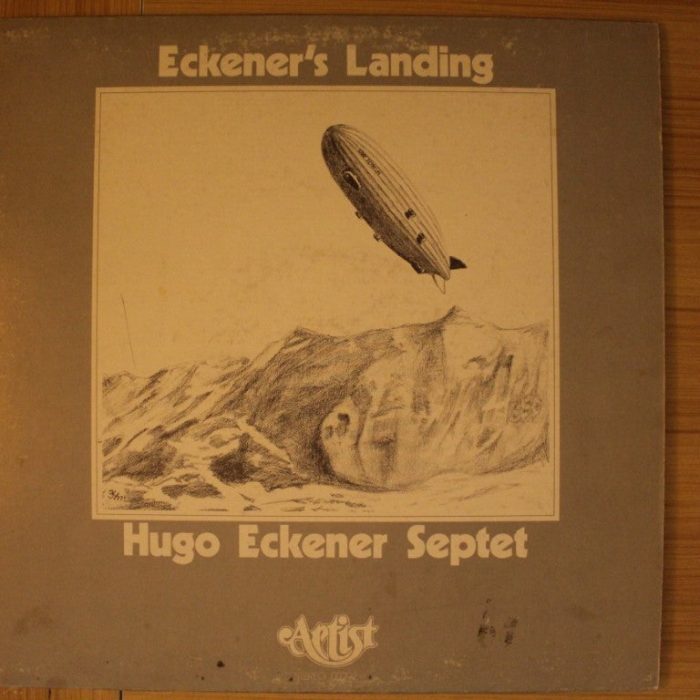 Eckener's Landing
Hugo Eckener Septet
Artist